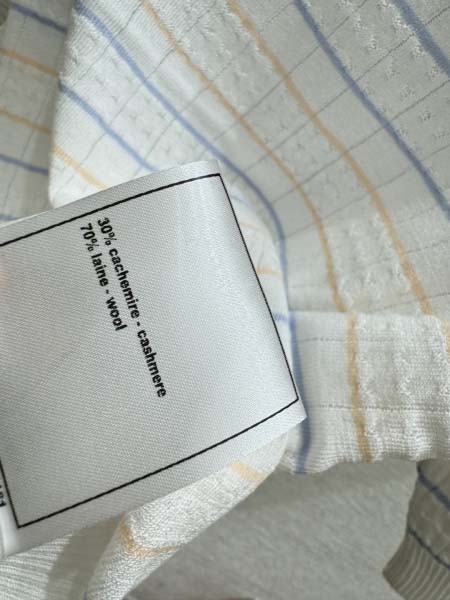 30% cachemire - cashmere
70% laine - wool